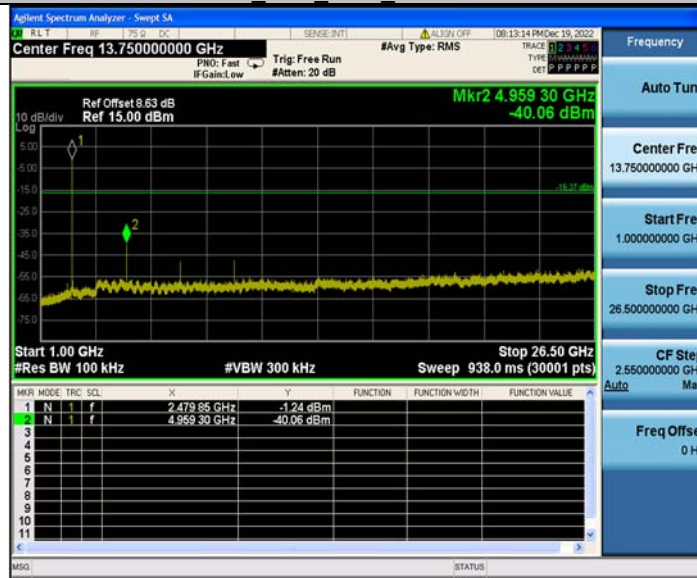 Agilent Spectrum Analyzer - Swept SA
RLT RF 75 Ω DC SENSE:INT ALIGN OFF 08:13:14 PM Dec 19, 2022
Center Freq 13.750000000 GHz #Avg Type: RMS TRACE 1 2 3 4 5 6
PNO: Fast Trig: Free Run TYPE
IFGain:Low #Atten: 20 dB DET P P P P P P
Mkr2 4.959 30 GHz
-40.06 dBm
Ref Offset 8.63 dB
10 dB/div Ref 15.00 dBm
Log
5.00
-5.00
-15.0
-25.0
-35.0
-45.0
-55.0
-65.0
-75.0
1
2
-16.37 dBm
Start 1.00 GHz Stop 26.50 GHz
#Res BW 100 kHz #VBW 300 kHz Sweep 938.0 ms (30001 pts)
MKR MODE TRC SCL X Y FUNCTION FUNCTION WIDTH FUNCTION VALUE
1 N 1 f 2.479 85 GHz -1.24 dBm
2 N 1 f 4.959 30 GHz -40.06 dBm
3
4
5
6
7
8
9
10
11
MSG STATUS
Frequency
Auto Tun
Center Fre
13.750000000 GH
Start Fre
1.000000000 GH
Stop Fre
26.500000000 GH
CF Ste
2.550000000 GH
Auto Ma
Freq Offse
0 H